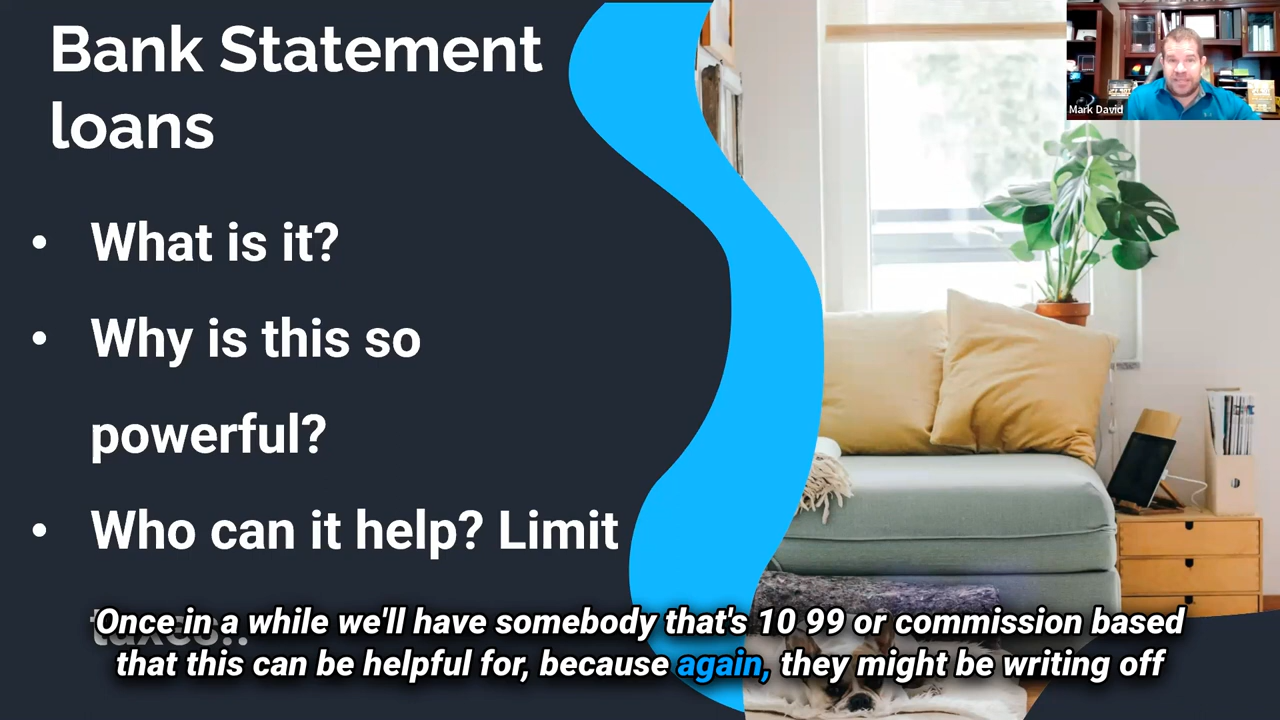 Bank Statement
loans
Mark David
• What is it?
• Why is this so
powerful?
• Who can it help? Limit
taxes..
Once in a while we'll have somebody that's 10 99 or commission based
that this can be helpful for, because again, they might be writing off